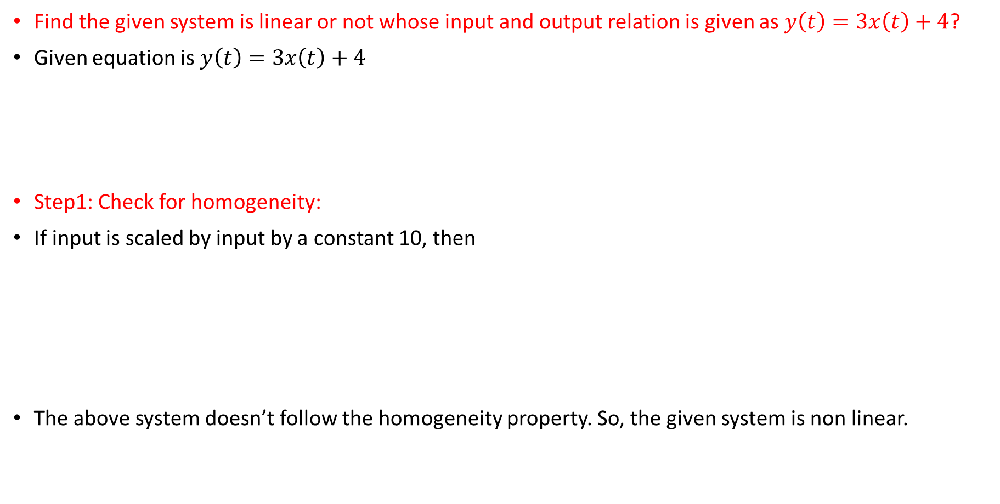 • Find the given system is linear or not whose input and output relation is given as y(t) = 3x(t) + 4?
• Given equation is y(t) = 3x(t) + 4
• Step1: Check for homogeneity:
• If input is scaled by input by a constant 10, then
• The above system doesn’t follow the homogeneity property. So, the given system is non linear.